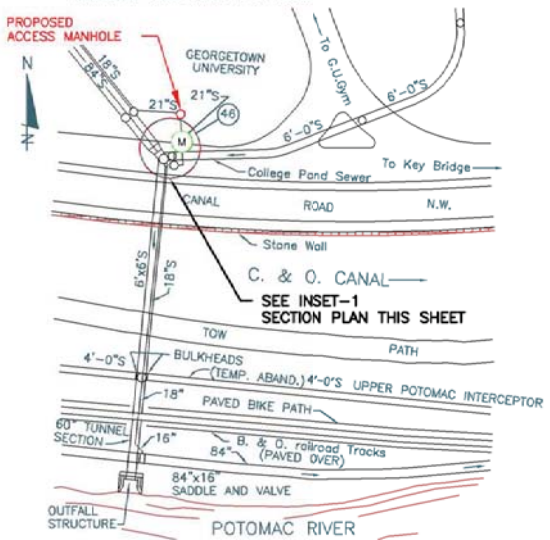 PROPOSED
ACCESS MANHOLE
N
18"S
84"S
GEORGETOWN
UNIVERSITY
To G.U.Gym
21"S
21"S
46
M
6'-0"S
6'-0"S
College Pond Sewer
To Key Bridge
CANAL ROAD N.W.
Stone Wall
C. & O. CANAL
SEE INSET-1
SECTION PLAN THIS SHEET
18"S
TOW PATH
4'-0"S
BULKHEADS
(TEMP. ABAND.) 4'-0"S UPPER POTOMAC INTERCEPTOR
18"
PAVED BIKE PATH
60" TUNNEL
SECTION
16"
B. & O. railroad Tracks
(PAVED OVER)
84"
84"x16"
SADDLE AND VALVE
OUTFALL
STRUCTURE
POTOMAC RIVER